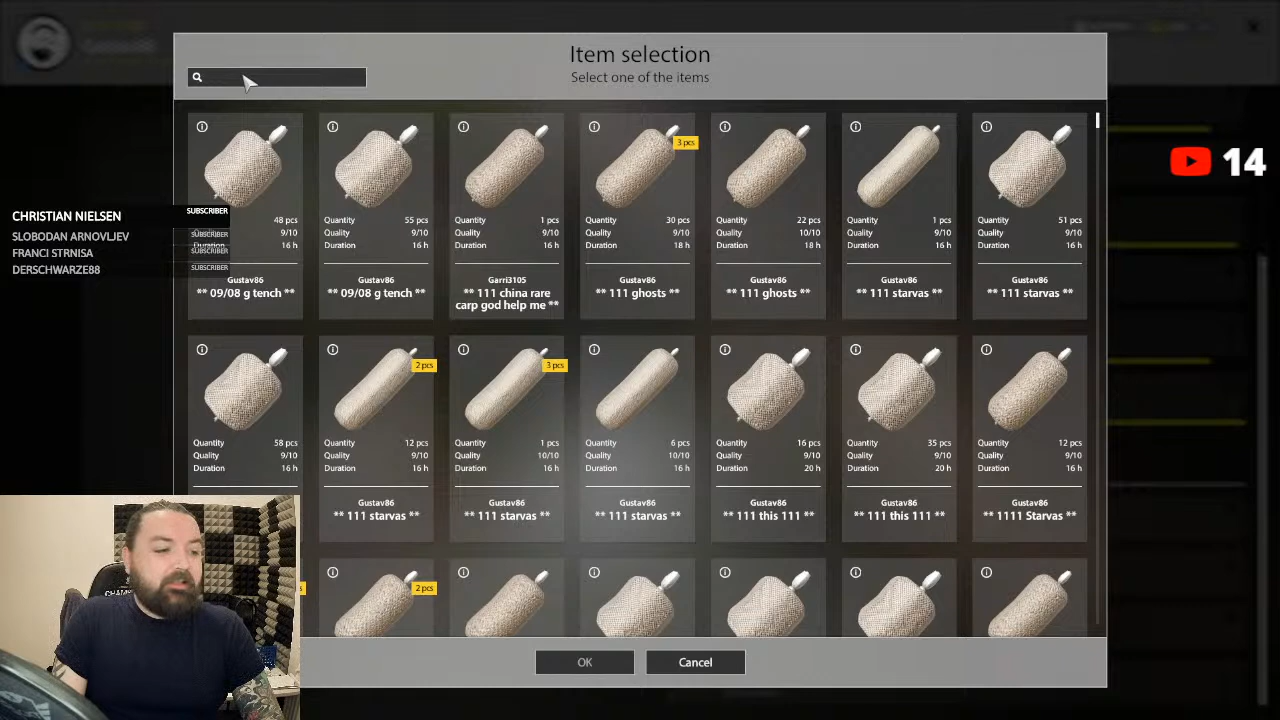 Item selection
Select one of the items
14
CHRISTIAN NIELSEN SUBSCRIBER
SLOBODAN ARNOVLJEV SUBSCRIBER
FRANCI STRNISA SUBSCRIBER
DERSCHWARZE88 SUBSCRIBER
48 pcs
9/10
Duration 16 h
Gustav86
** 09/08 g tench **
Quantity 55 pcs
Quality 9/10
Duration 16 h
Gustav86
** 09/08 g tench **
Quantity 1 pcs
Quality 9/10
Duration 16 h
Garri3105
** 111 china rare
carp god help me **
3 pcs
Quantity 30 pcs
Quality 9/10
Duration 18 h
Gustav86
** 111 ghosts **
Quantity 22 pcs
Quality 10/10
Duration 18 h
Gustav86
** 111 ghosts **
Quantity 1 pcs
Quality 9/10
Duration 16 h
Gustav86
** 111 starvas **
Quantity 51 pcs
Quality 9/10
Duration 16 h
Gustav86
** 111 starvas **
Quantity 58 pcs
Quality 9/10
Duration 16 h
2 pcs
Quantity 12 pcs
Quality 9/10
Duration 16 h
Gustav86
** 111 starvas **
3 pcs
Quantity 1 pcs
Quality 10/10
Duration 16 h
Gustav86
** 111 starvas **
Quantity 6 pcs
Quality 10/10
Duration 16 h
Gustav86
** 111 starvas **
Quantity 16 pcs
Quality 9/10
Duration 20 h
Gustav86
** 111 this 111 **
Quantity 35 pcs
Quality 9/10
Duration 20 h
Gustav86
** 111 this 111 **
Quantity 12 pcs
Quality 9/10
Duration 16 h
Gustav86
** 1111 Starvas **
2 pcs
OK
Cancel